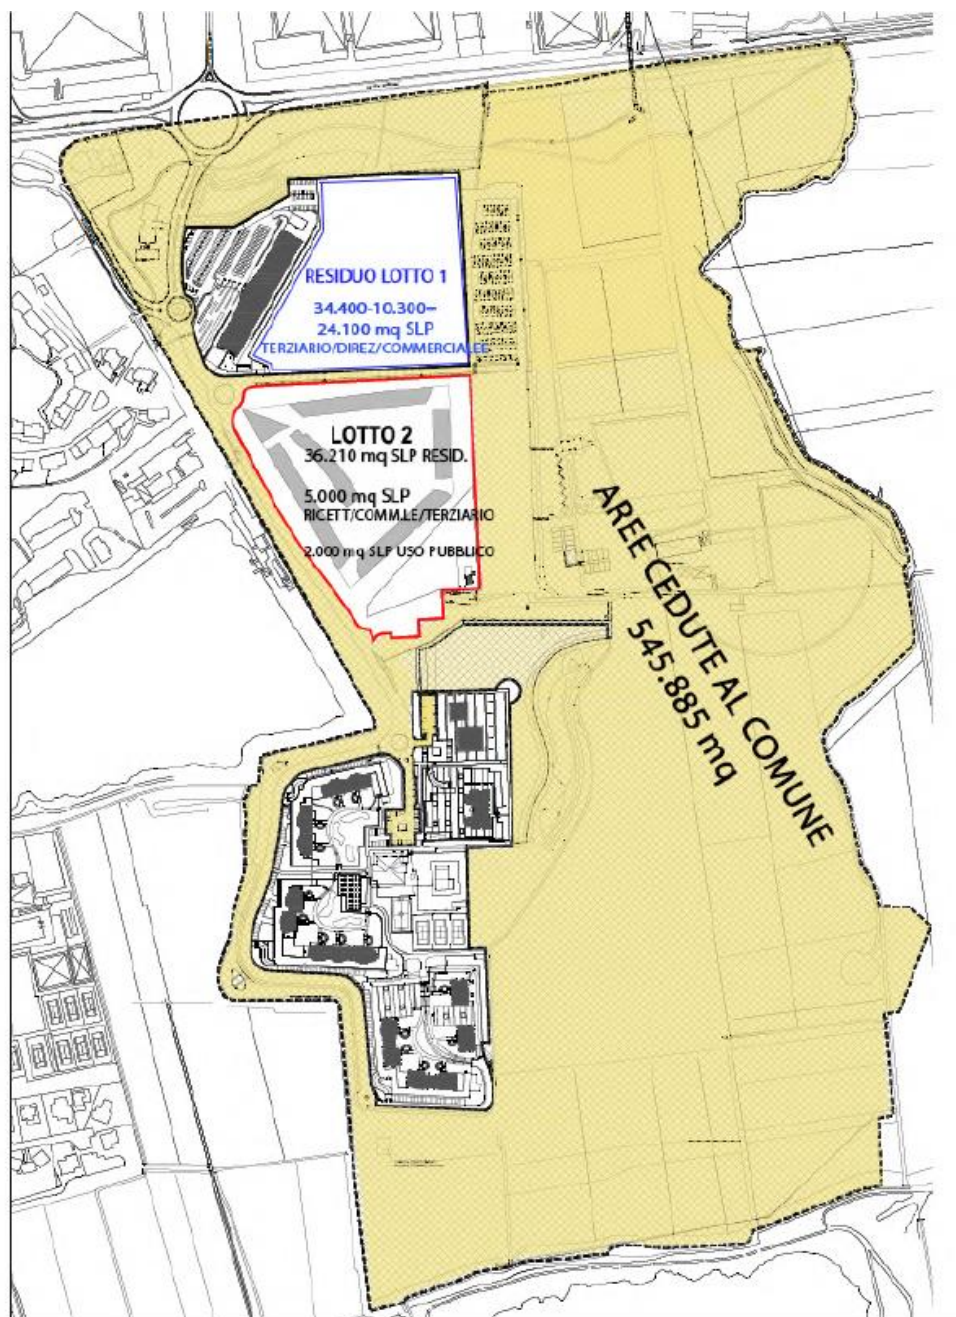 RESIDUO LOTTO 1
34.400-10.300=
24.100 mq SLP
TERZIARIO/DIREZ/COMMERCIALEE
LOTTO 2
36.210 mq SLP RESID.
5.000 mq SLP
RICETT/COMM.LE/TERZIARIO
2.000 mq SLP USO PUBBLICO
AREE CEDUTE AL COMUNE
545.885 mq